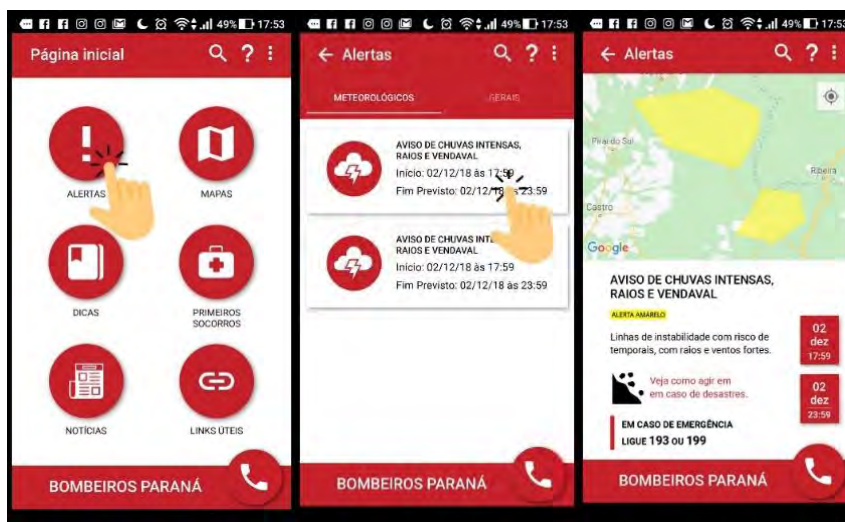 49% 17:53
Página inicial
ALERTAS
MAPAS
DICAS
PRIMEIROS
SOCORROS
NOTÍCIAS
LINKS ÚTEIS
BOMBEIROS PARANÁ
49% 17:53
Alertas
METEOROLÓGICOS GERAIS
AVISO DE CHUVAS INTENSAS,
RAIOS E VENDAVAL
Início: 02/12/18 às 17:59
Fim Previsto: 02/12/18 às 23:59
AVISO DE CHUVAS
RAIOS E VENDAVAL
Início: 02/12/18 às 17:59
Fim Previsto: 02/12/18 às 23:59
BOMBEIROS PARANÁ
49% 17:53
Alertas
Piraí do Sul
Ribeira
Castro
Google
AVISO DE CHUVAS INTENSAS,
RAIOS E VENDAVAL
ALERTA AMARELO
Linhas de instabilidade com risco de
temporais, com raios e ventos fortes.
02
dez
17:59
Veja como agir em
em caso de desastres.
02
dez
23:59
EM CASO DE EMERGÊNCIA
LIGUE 193 OU 199
BOMBEIROS PARANÁ